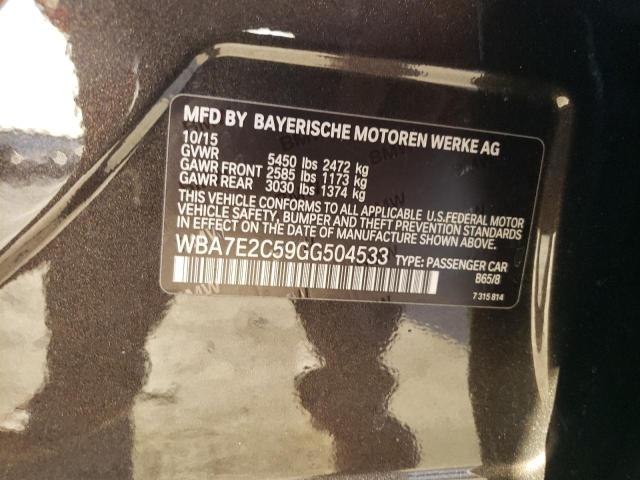 MFD BY BAYERISCHE MOTOREN WERKE AG
10/15
GVWR 5450 lbs 2472 kg
GAWR FRONT 2585 lbs 1173 kg
GAWR REAR 3030 lbs 1374 kg
THIS VEHICLE CONFORMS TO ALL APPLICABLE U.S.FEDERAL MOTOR
VEHICLE SAFETY, BUMPER AND THEFT PREVENTION STANDARDS
IN EFFECT ON THE DATE OF MANUFACTURE SHOWN ABOVE.
WBA7E2C59GG504533 TYPE: PASSENGER CAR
B65/8
7 315 814